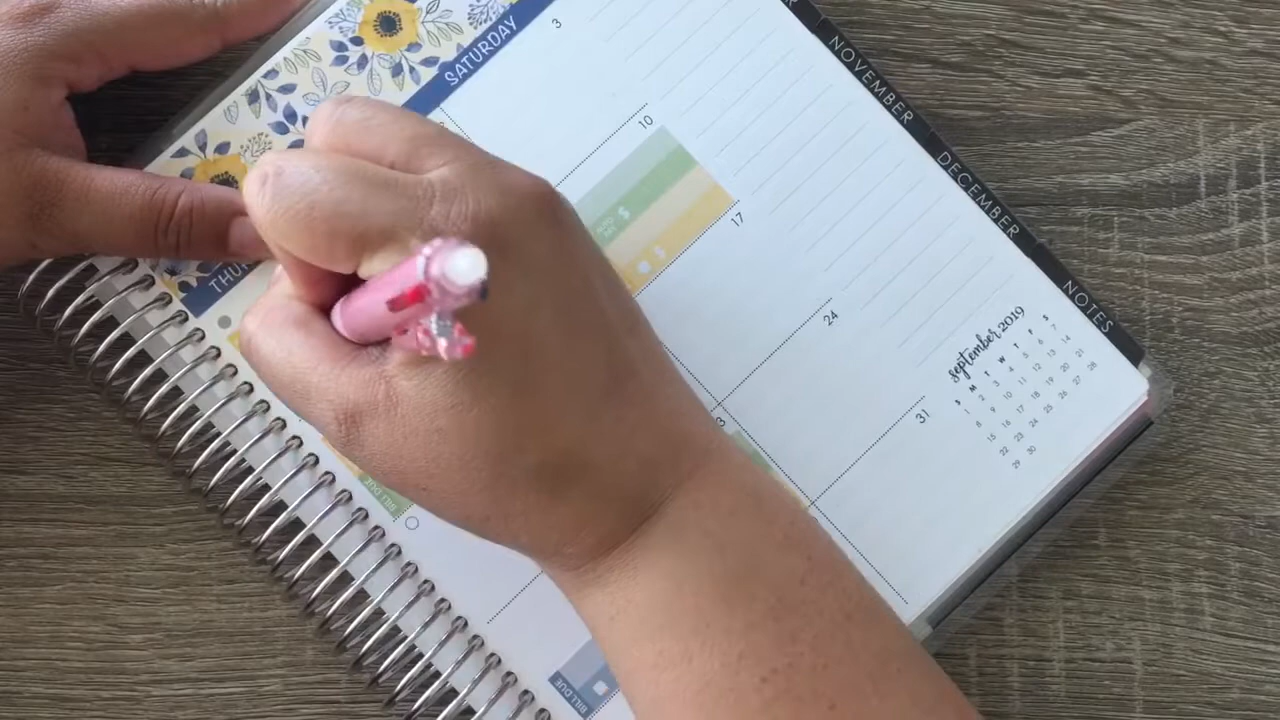 SATURDAY
THU
3
10
$
$
17
24
31
BILL DUE
BILL DUE
NOVEMBER
DECEMBER
NOTES
september 2019
S M T W T F S
1 2 3 4 5 6 7
8 9 10 11 12 13 14
15 16 17 18 19 20 21
22 23 24 25 26 27 28
29 30